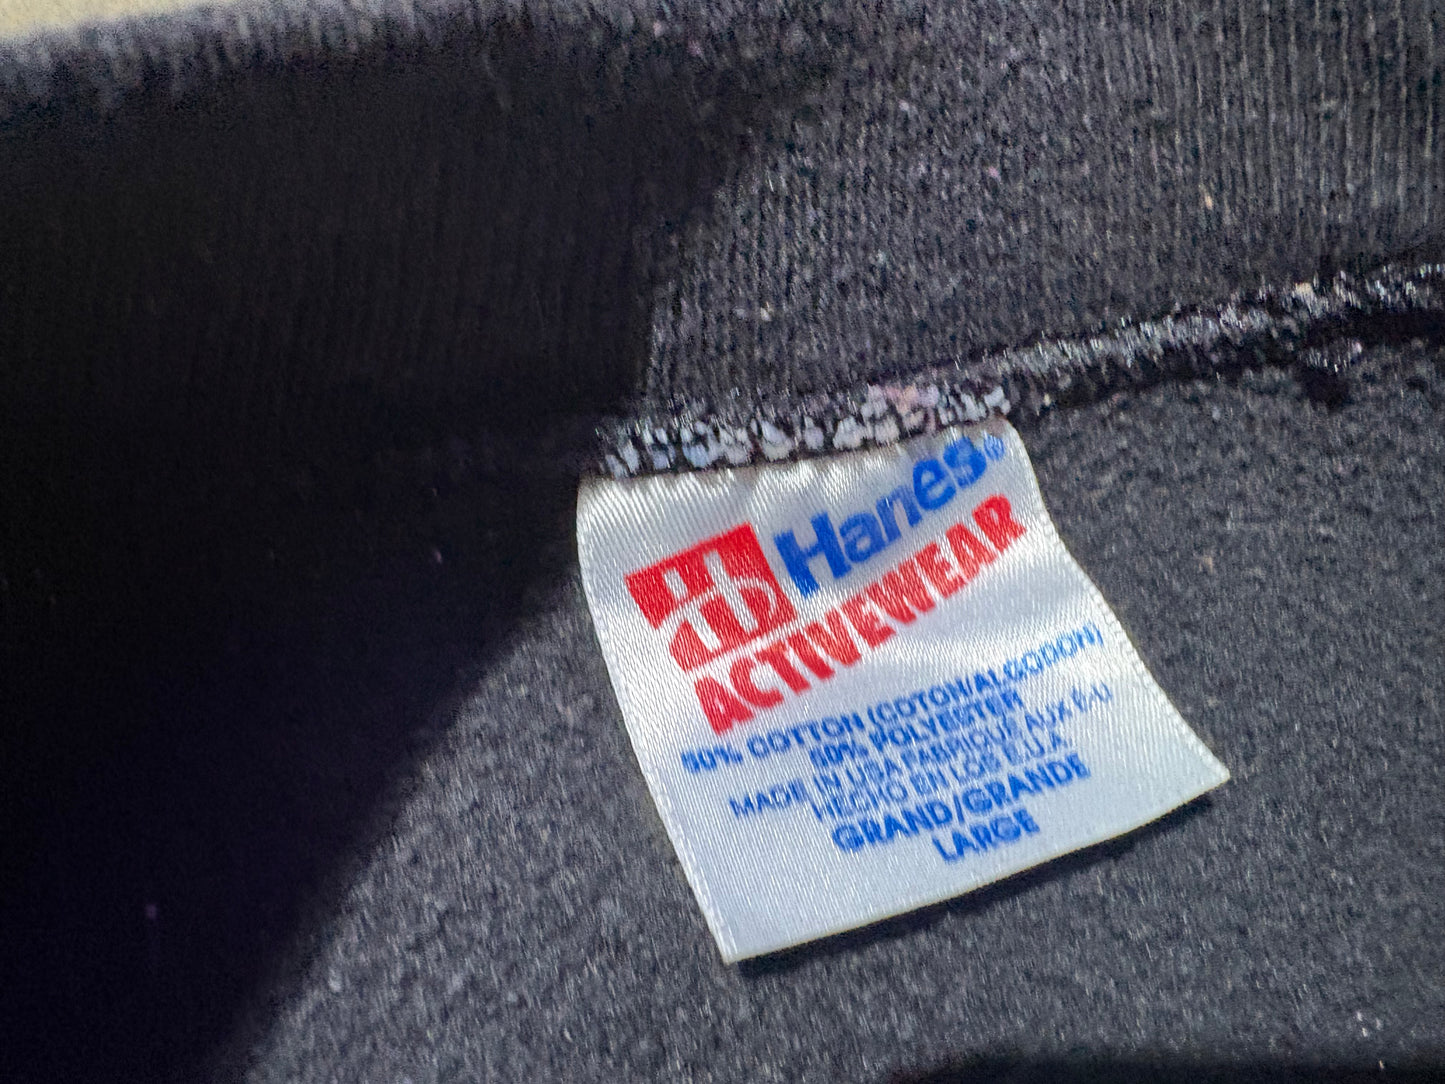 Hanes®
ACTIVEWEAR
50% COTTON (COTON/ALGODON)
50% POLYESTER
MADE IN USA FABRIQUÉ AUX É-U
HECHO EN LOS E.U.A
GRAND/GRANDE
LARGE